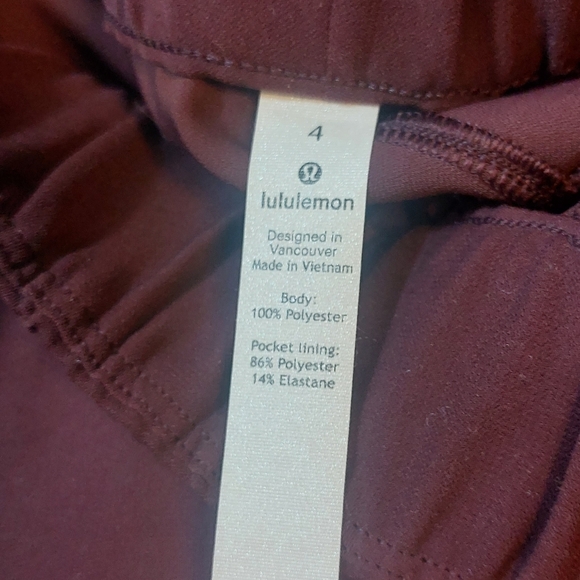 4
lululemon
Designed in
Vancouver
Made in Vietnam
Body:
100% Polyester
Pocket lining:
86% Polyester
14% Elastane